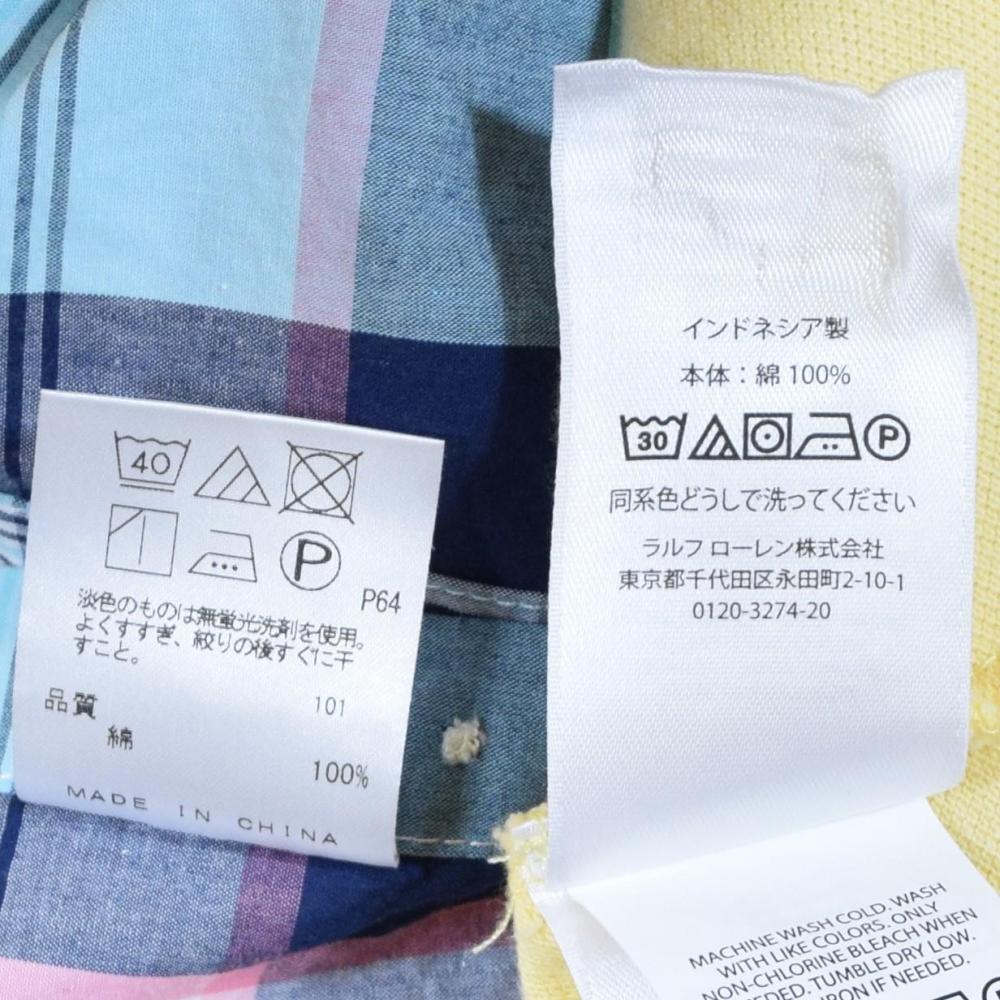 40
P
P64
淡色のものは無蛍光洗剤を使用。
よくすすぎ、絞りの後すぐに干
すこと。
品質 101
綿
100%
MADE IN CHINA
インドネシア製
本体：綿 100%
30 P
同系色どうしで洗ってください
ラルフ ローレン株式会社
東京都千代田区永田町2-10-1
0120-3274-20
MACHINE WASH COLD. WASH
WITH LIKE COLORS. ONLY
NON-CHLORINE BLEACH WHEN
TUMBLE DRY LOW.
IF NEEDED.